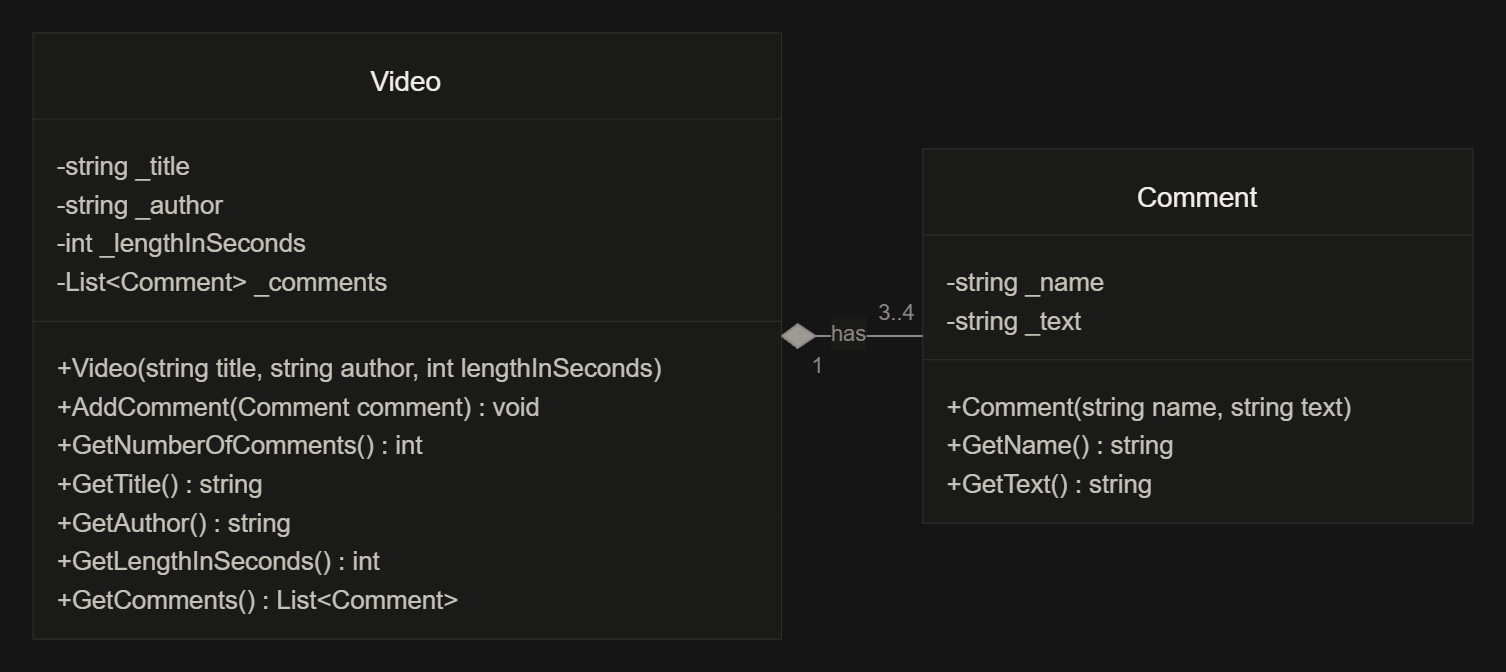 Video
-string _title
-string _author
-int _lengthInSeconds
-List<Comment> _comments
+Video(string title, string author, int lengthInSeconds)
+AddComment(Comment comment) : void
+GetNumberOfComments() : int
+GetTitle() : string
+GetAuthor() : string
+GetLengthInSeconds() : int
+GetComments() : List<Comment>
has
3..4
1
Comment
-string _name
-string _text
+Comment(string name, string text)
+GetName() : string
+GetText() : string